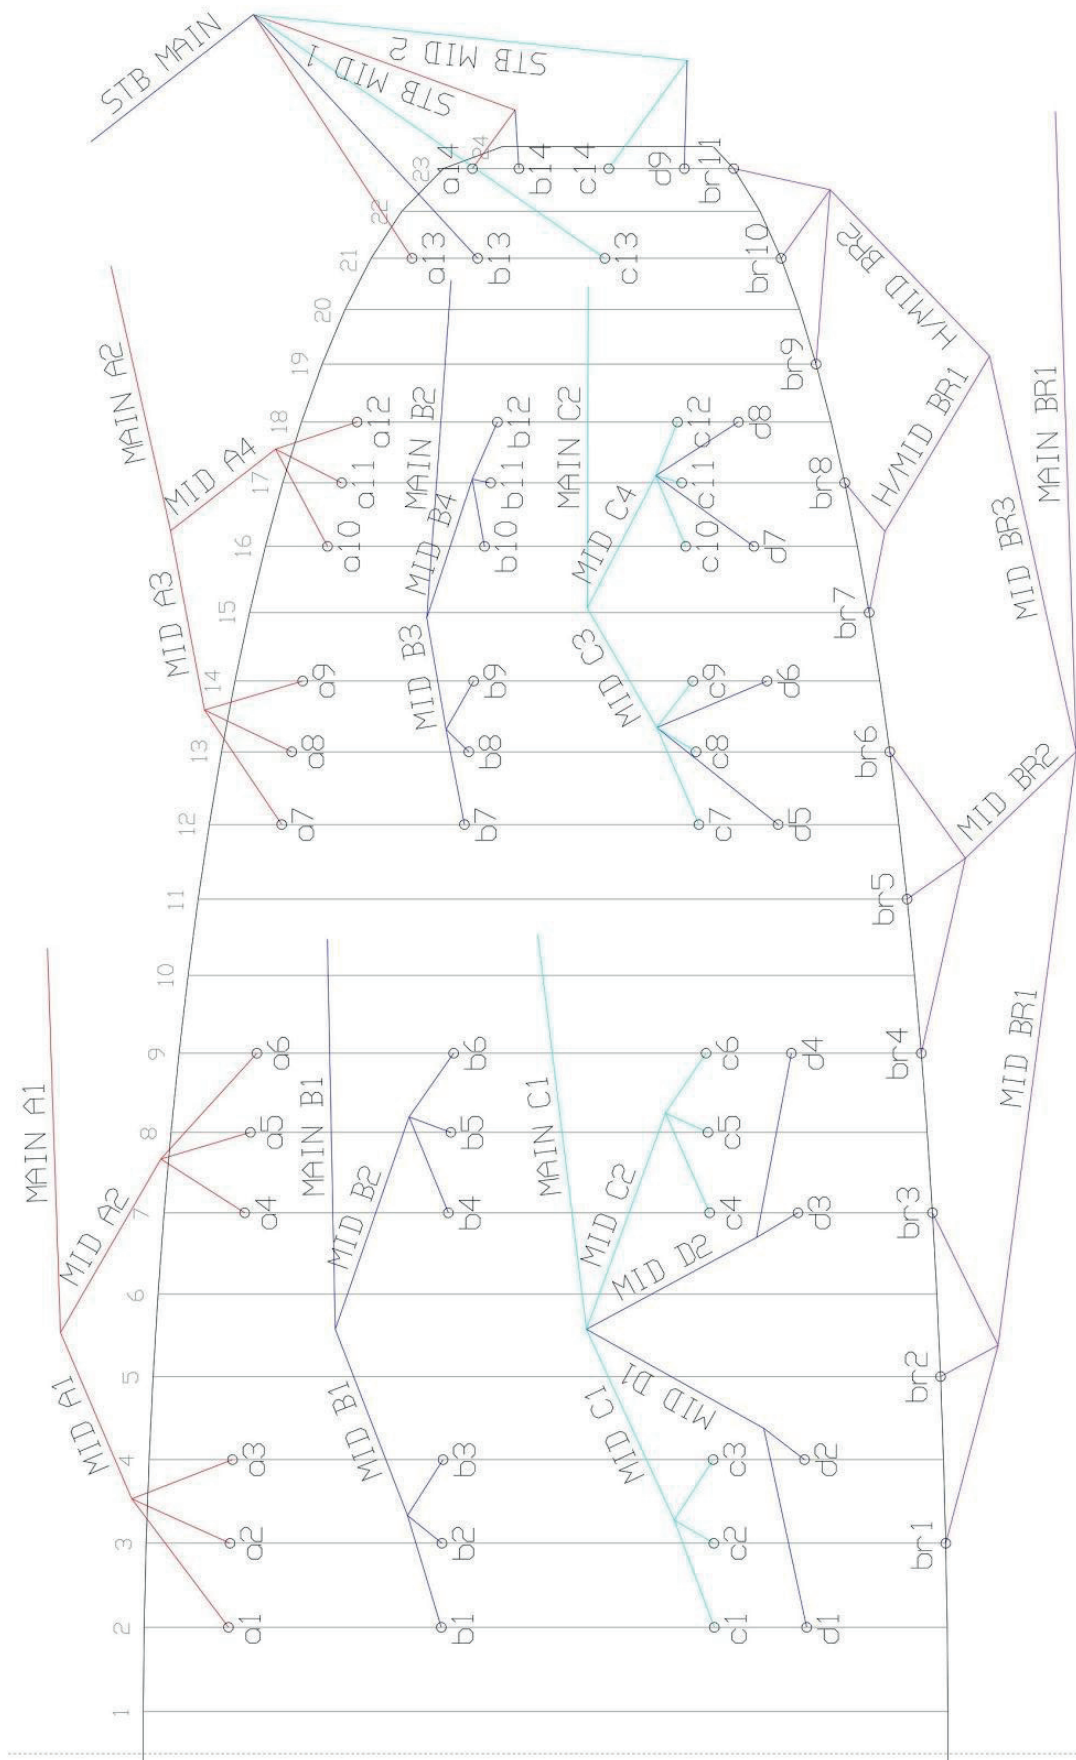 STB MAIN
STB MID 1
STB MID 2
24
23
a14
b14
c14
d9
br11
22
21
a13
b13
c13
br10
H/MID BR2
20
MAIN A2
19
br9
MAIN B2
MAIN C2
H/MID BR1
MAIN BR1
18
MID A4
a12
b12
c12
d8
17
a11
b11
c11
br8
MID B4
MID C4
16
a10
b10
c10
d7
MID BR3
15
MID A3
MID B3
MID C3
br7
14
a9
b9
c9
d6
13
a8
b8
c8
br6
MID BR2
12
a7
b7
c7
d5
11
br5
10
MAIN A1
MAIN B1
MAIN C1
MID BR1
9
a6
b6
c6
d4
br4
8
a5
b5
c5
MID A2
MID B2
MID C2
MID D2
7
a4
b4
c4
d3
br3
6
5
br2
MID A1
MID B1
MID C1
MID D1
4
a3
b3
c3
d2
3
a2
b2
c2
br1
2
a1
b1
c1
d1
1